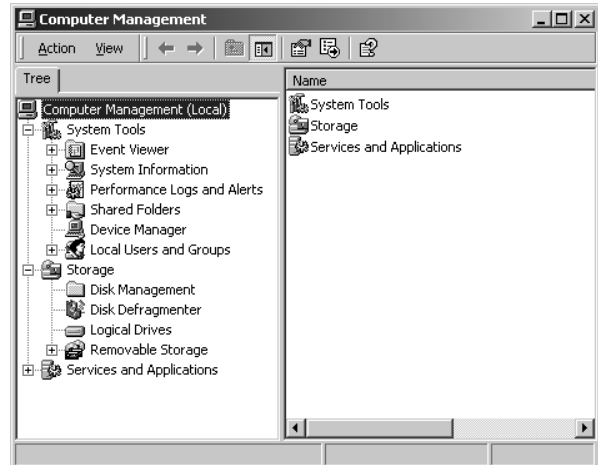 Computer Management
Action View
Tree
Computer Management (Local)
System Tools
Event Viewer
System Information
Performance Logs and Alerts
Shared Folders
Device Manager
Local Users and Groups
Storage
Disk Management
Disk Defragmenter
Logical Drives
Removable Storage
Services and Applications
Name
System Tools
Storage
Services and Applications